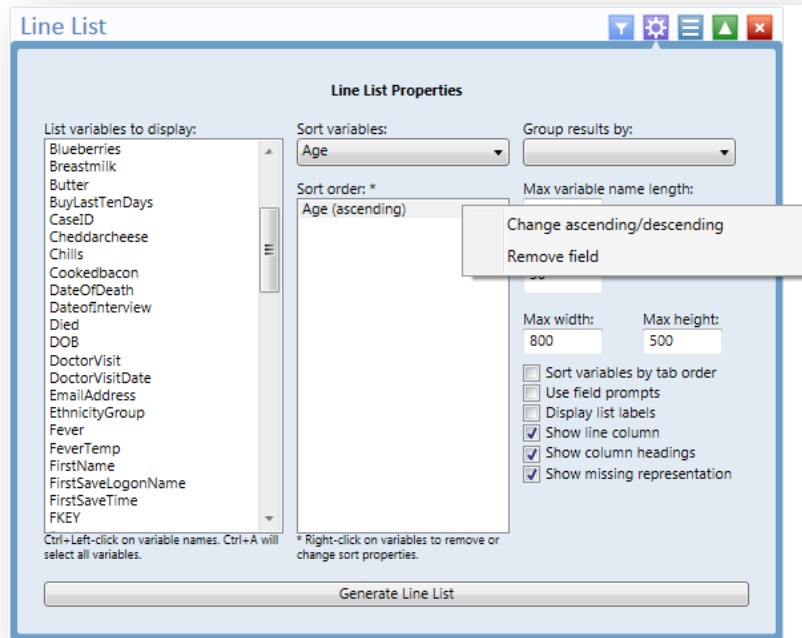 Line List
Line List Properties
List variables to display:
Blueberries
Breastmilk
Butter
BuyLastTenDays
CaseID
Cheddarcheese
Chills
Cookedbacon
DateOfDeath
DateofInterview
Died
DOB
DoctorVisit
DoctorVisitDate
EmailAddress
EthnicityGroup
Fever
FeverTemp
FirstName
FirstSaveLogonName
FirstSaveTime
FKEY
Ctrl+Left-click on variable names. Ctrl+A will
select all variables.
Sort variables:
Age
Sort order: *
Age (ascending)
* Right-click on variables to remove or
change sort properties.
Group results by:
Max variable name length:
Change ascending/descending
Remove field
Max width:
Max height:
800
500
Sort variables by tab order
Use field prompts
Display list labels
Show line column
Show column headings
Show missing representation
Generate Line List